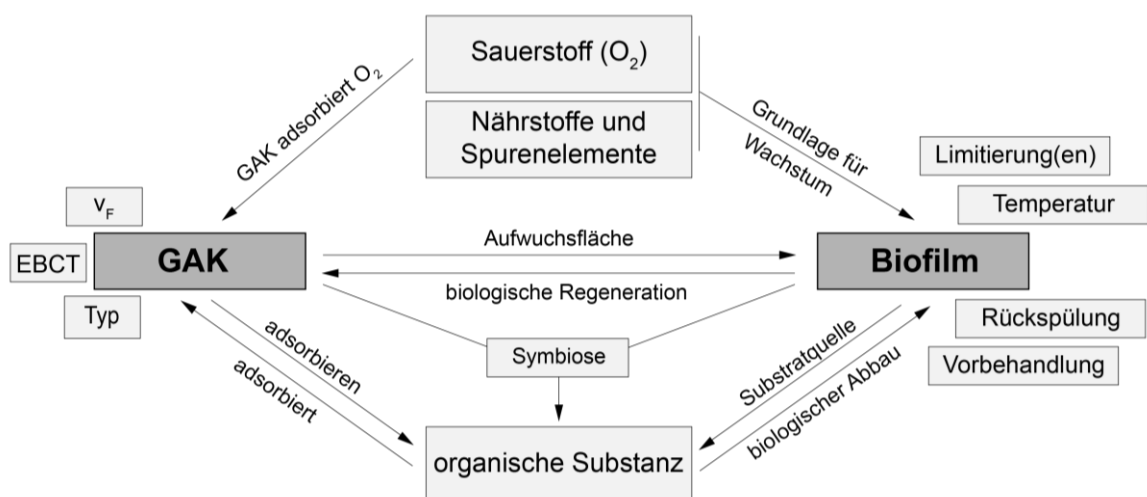 Sauerstoff (O₂)
GAK adsorbiert O₂
Nährstoffe und
Spurenelemente
Grundlage für
Wachstum
Limitierung(en)
Temperatur
v_F
EBCT
GAK
Typ
Aufwuchsfläche
biologische Regeneration
Biofilm
Rückspülung
Vorbehandlung
adsorbieren
adsorbiert
Symbiose
Substratquelle
biologischer Abbau
organische Substanz